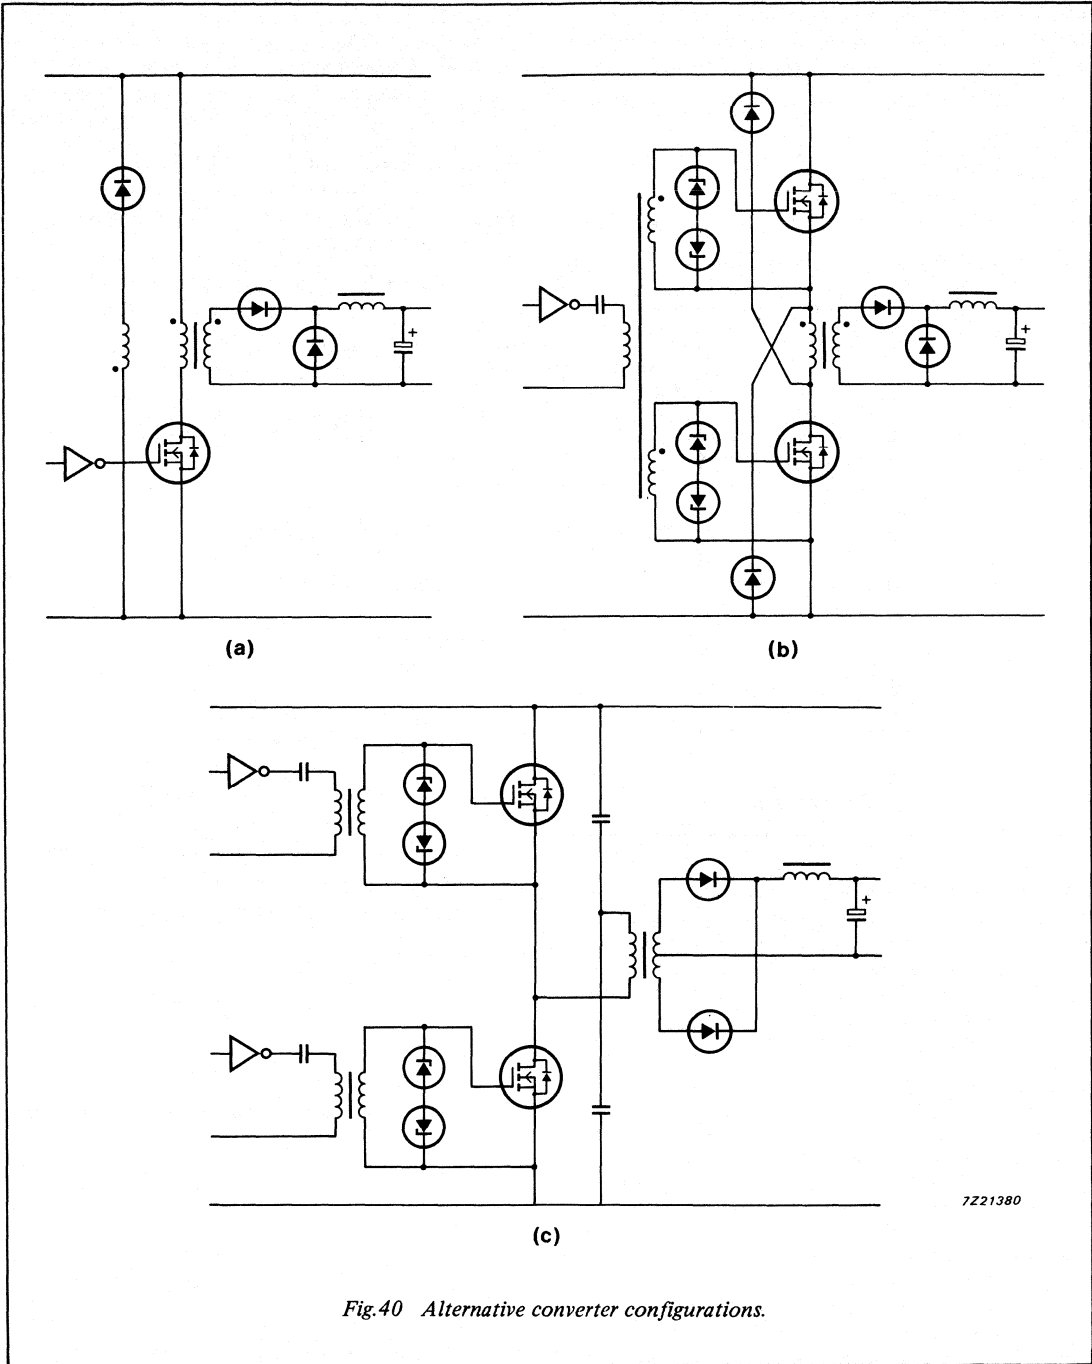 +
+
(a)
(b)
+
7Z21380
(c)
Fig.40 Alternative converter configurations.